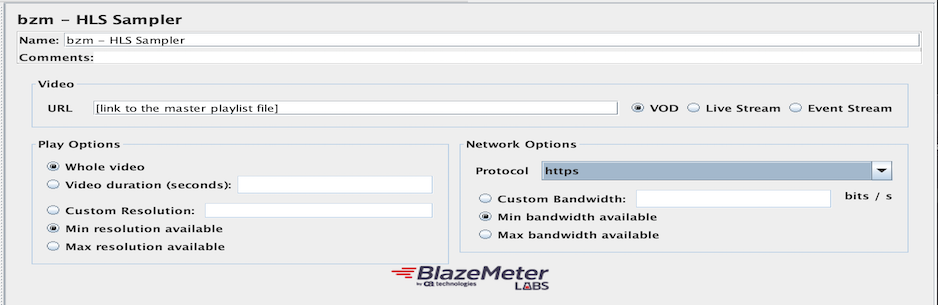 bzm - HLS Sampler
Name: bzm - HLS Sampler
Comments:
Video
URL [link to the master playlist file] VOD Live Stream Event Stream
Play Options
Whole video
Video duration (seconds):
Custom Resolution:
Min resolution available
Max resolution available
Network Options
Protocol https
Custom Bandwidth: bits / s
Min bandwidth available
Max bandwidth available
BlazeMeter
by ca technologies LABS